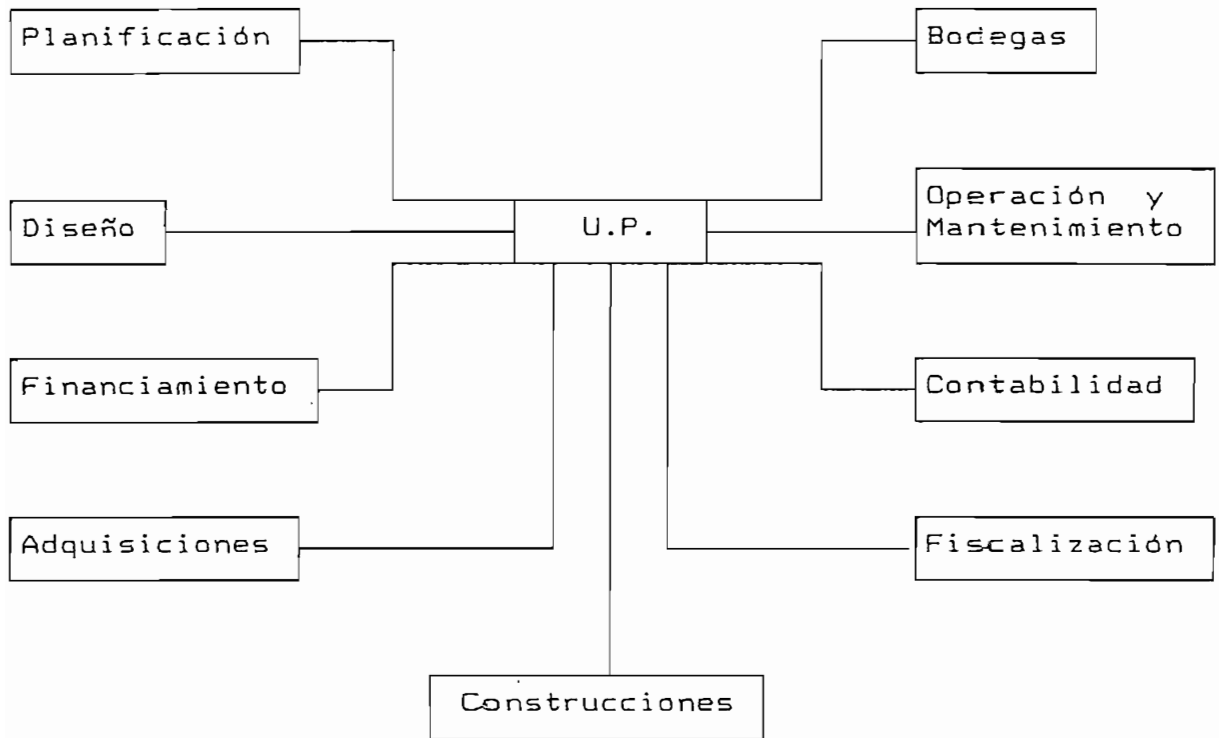 Planificación
Bodegas
Diseño
U.P.
Operación y
Mantenimiento
Financiamiento
Contabilidad
Adquisiciones
Fiscalización
Construcciones